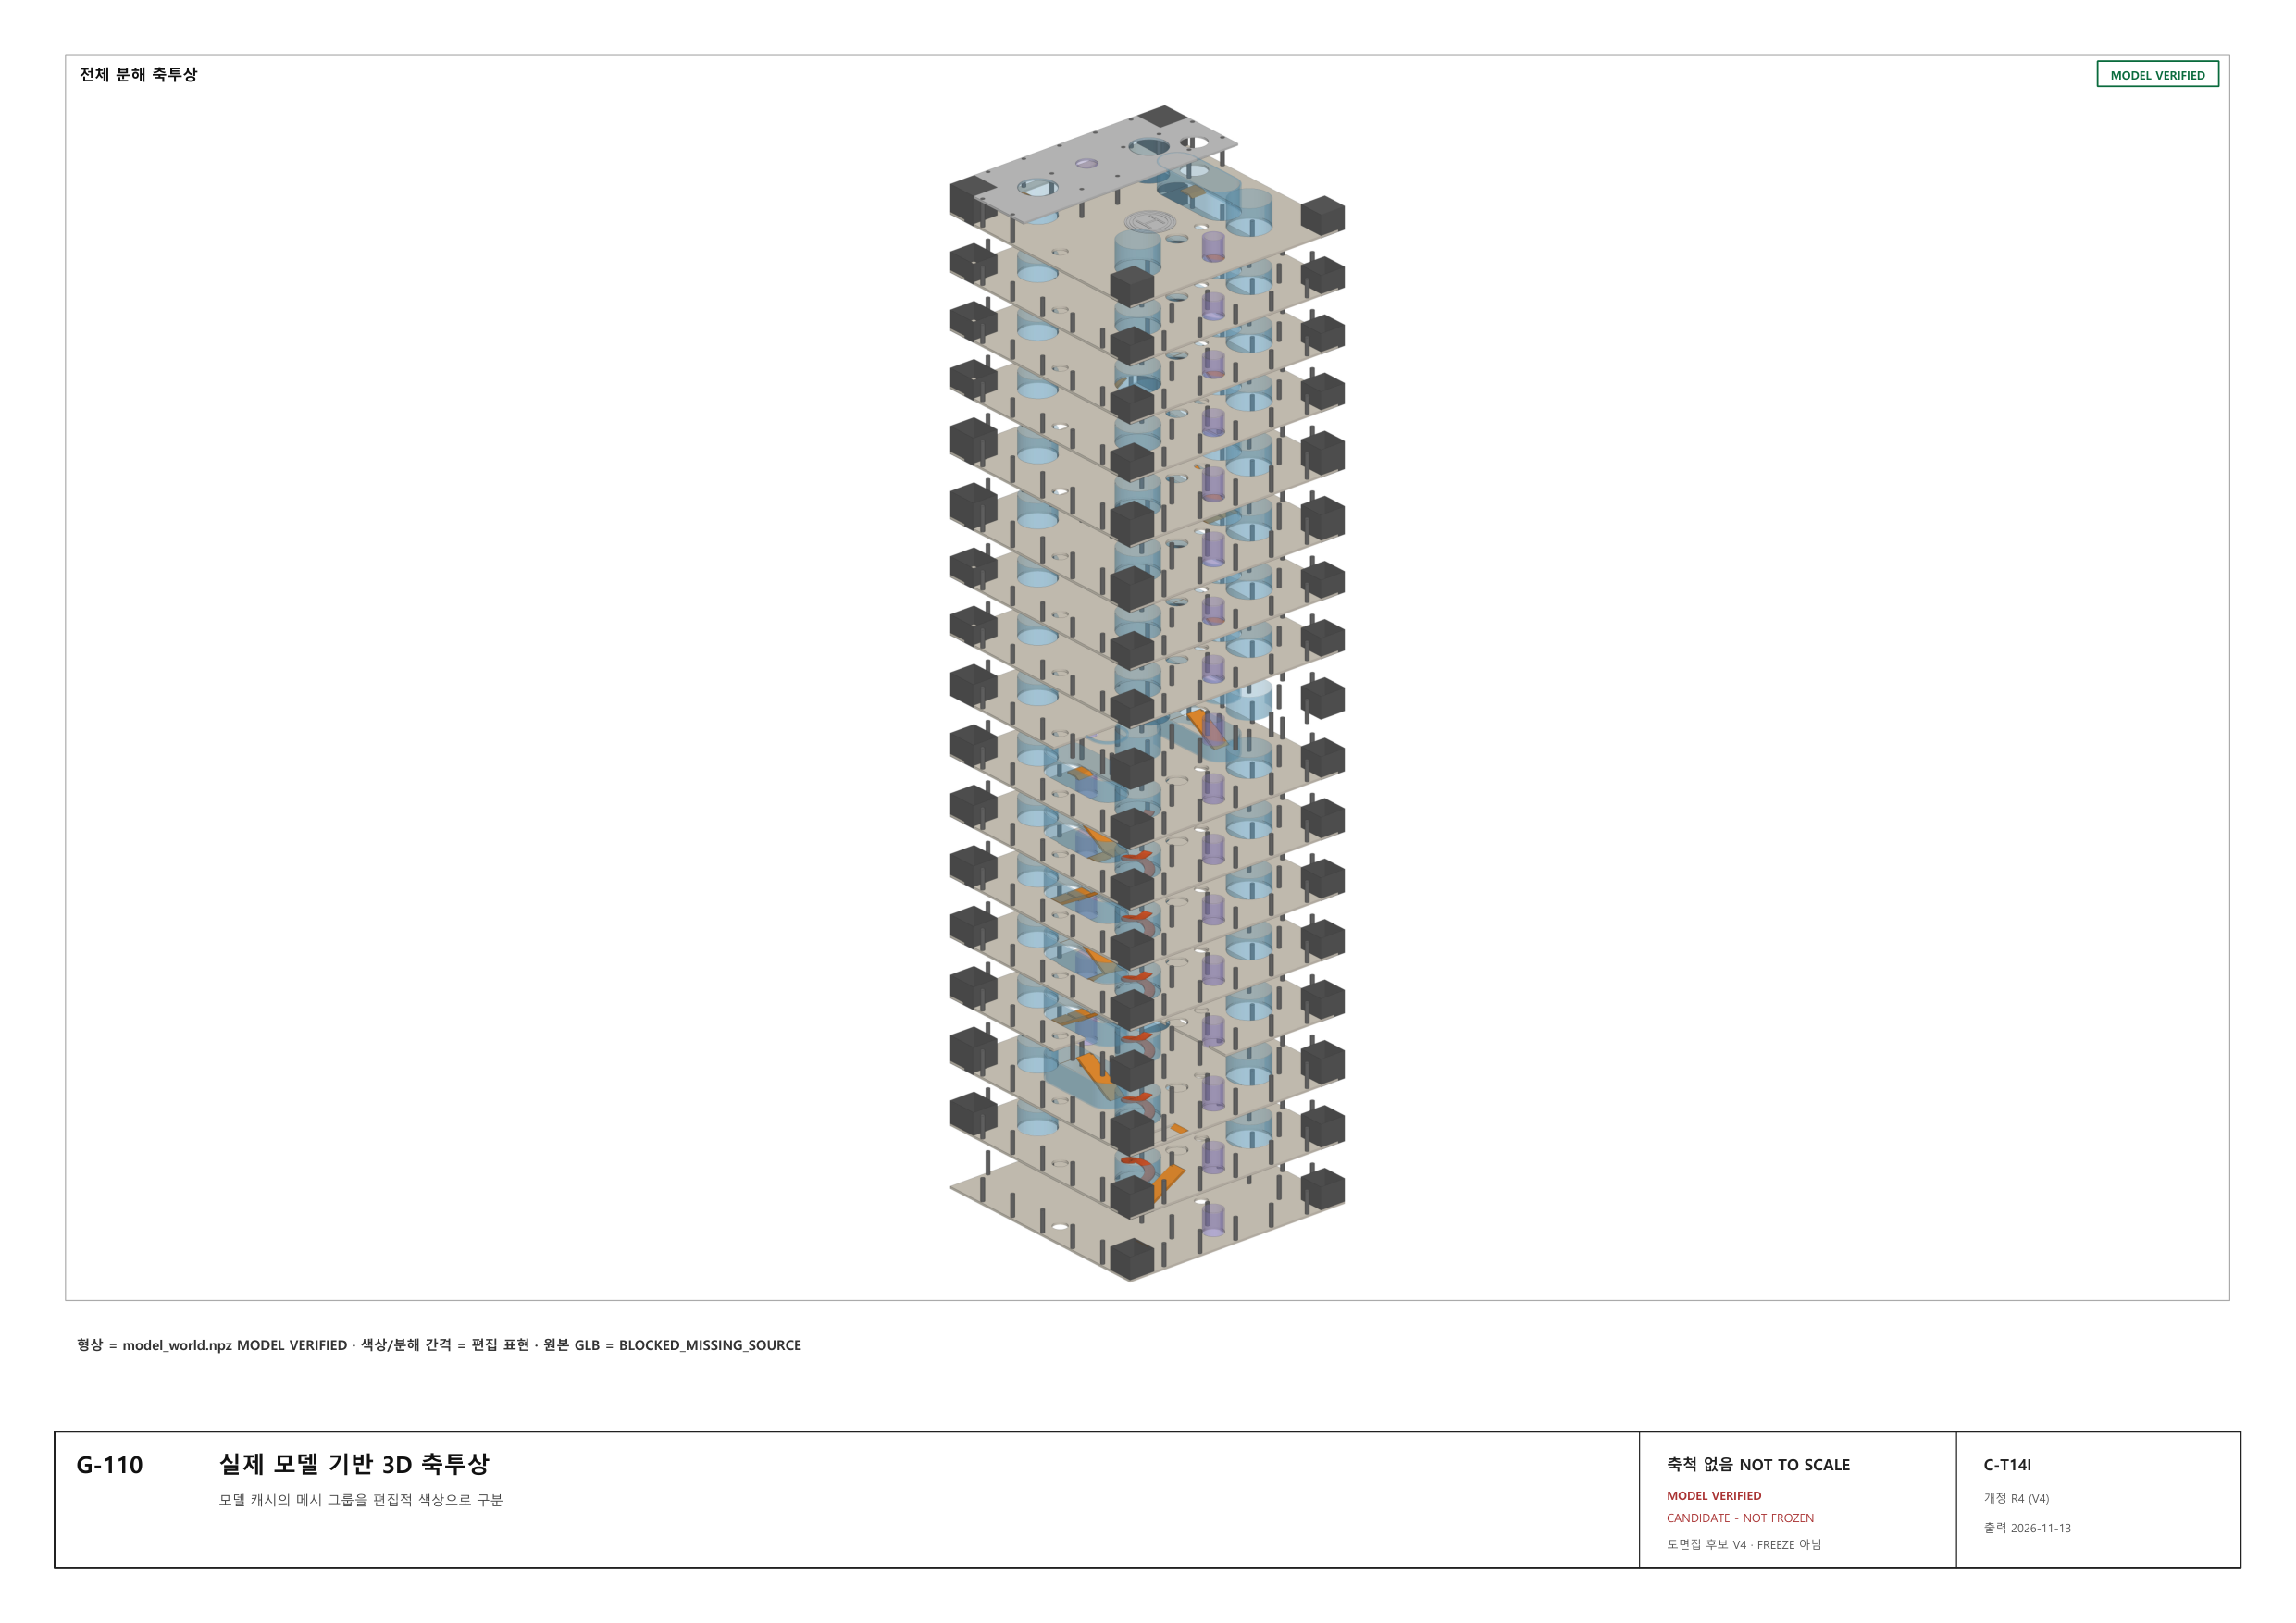 전체 분해 축투상
MODEL VERIFIED
H
형상 = model_world.npz MODEL VERIFIED · 색상/분해 간격 = 편집 표현 · 원본 GLB = BLOCKED_MISSING_SOURCE
G-110
실제 모델 기반 3D 축투상
모델 캐시의 메시 그룹을 편집적 색상으로 구분
축척 없음 NOT TO SCALE
MODEL VERIFIED
CANDIDATE - NOT FROZEN
도면집 후보 V4 · FREEZE 아님
C-T14I
개정 R4 (V4)
출력 2026-11-13